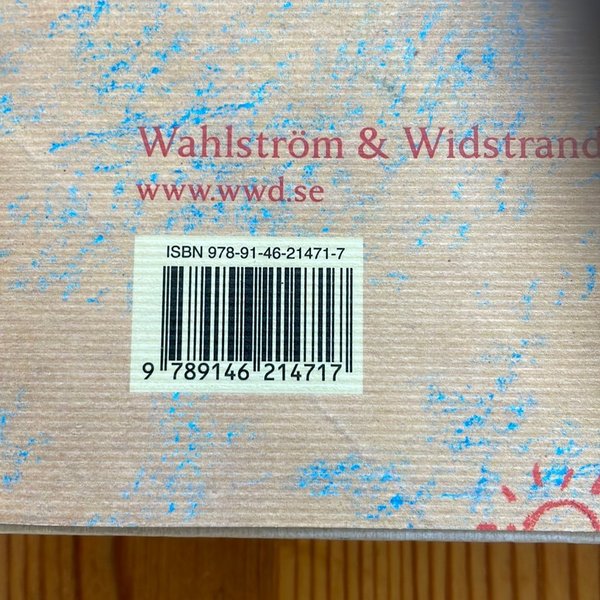 Wahlström & Widstrand
www.wwd.se
ISBN 978-91-46-21471-7
9 789146 214717